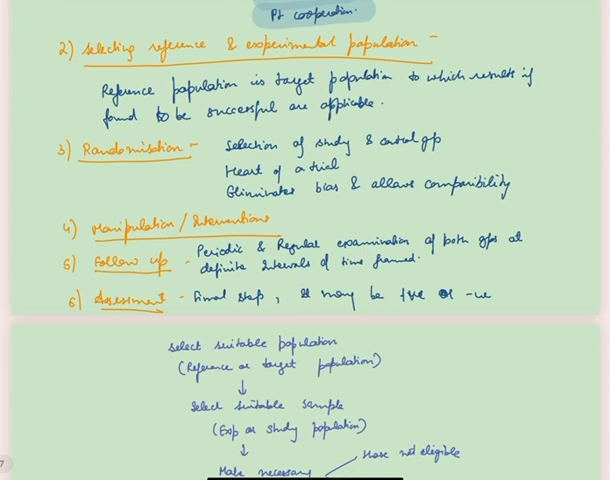 Pt cooperation.
2) Selecting reference & experimental population -
Reference population is target population to which results if
found to be successful are applicable.
3) Randomisation - Selection of study & control gp
Heart of a trial
Eliminates bias & allows comparibility
4) Manipulation / Interventions
5) Follow up - Periodic & Regular examination of both gps at
definite intervals of time framed.
6) Assessment - Final step, It may be +ve or -ve
Select suitable population
(Reference or target population)
↓
Select suitable sample
(Exp or study population)
↓
Make necessary
Those not eligible
7